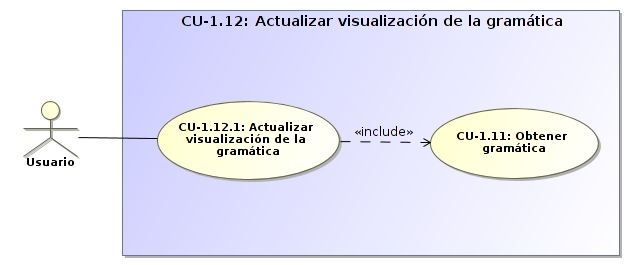 CU-1.12: Actualizar visualización de la gramática
CU-1.12.1: Actualizar
visualización de la
gramática
«include»
CU-1.11: Obtener
gramática
Usuario